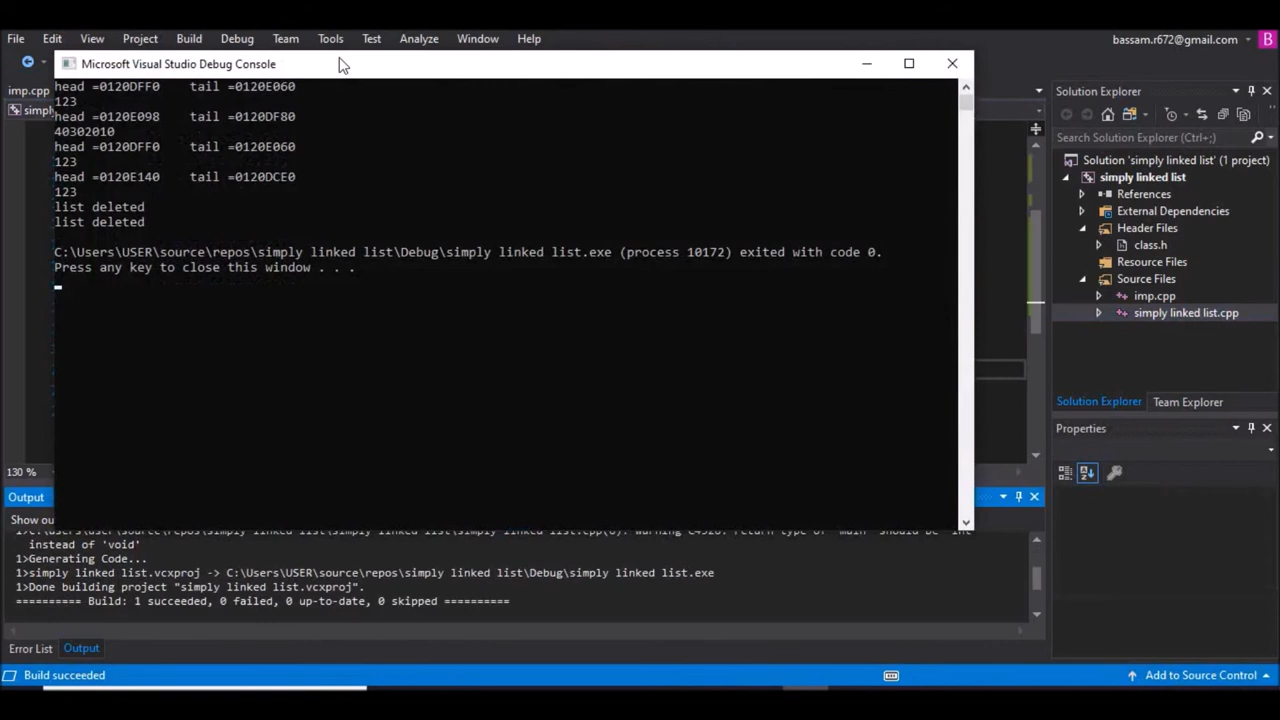 File Edit View Project Build Debug Team Tools Test Analyze Window Help
bassam.r672@gmail.com B
Microsoft Visual Studio Debug Console
imp.cpp
simply
head =0120DFF0 tail =0120E060
123
head =0120E098 tail =0120DF80
40302010
head =0120DFF0 tail =0120E060
123
head =0120E140 tail =0120DCE0
123
list deleted
list deleted
C:\Users\USER\source\repos\simply linked list\Debug\simply linked list.exe (process 10172) exited with code 0.
Press any key to close this window . . .
Solution Explorer
Search Solution Explorer (Ctrl+;)
Solution 'simply linked list' (1 project)
simply linked list
References
External Dependencies
Header Files
class.h
Resource Files
Source Files
imp.cpp
simply linked list.cpp
Solution Explorer Team Explorer
Properties
130 %
Output
Show ou
instead of 'void'
1>Generating Code...
1>simply linked list.vcxproj -> C:\Users\USER\source\repos\simply linked list\Debug\simply linked list.exe
1>Done building project "simply linked list.vcxproj".
========== Build: 1 succeeded, 0 failed, 0 up-to-date, 0 skipped ==========
Error List Output
Build succeeded
Add to Source Control